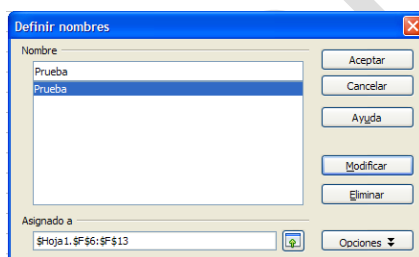 Definir nombres
Nombre
Prueba
Prueba
Aceptar
Cancelar
Ayuda
Modificar
Eliminar
Asignado a
$Hoja1.$F$6:$F$13
Opciones